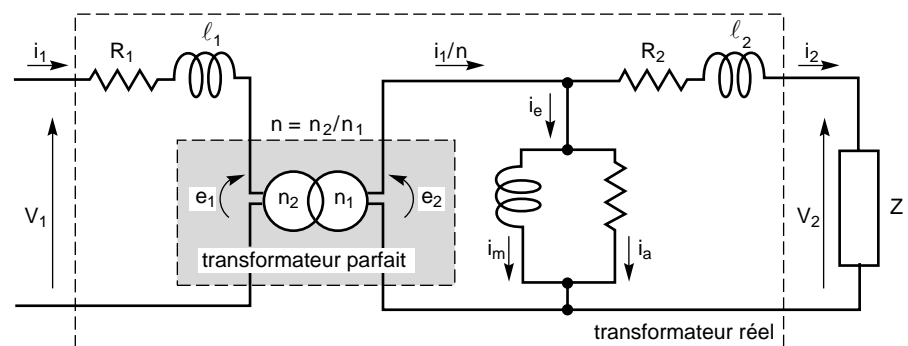 i₁ R₁ ℓ₁ i₁/n R₂ ℓ₂ i₂
iₑ
n = n₂/n₁
e₁ n₂ n₁ e₂
V₁ V₂ Z
iₘ iₐ
transformateur parfait
transformateur réel